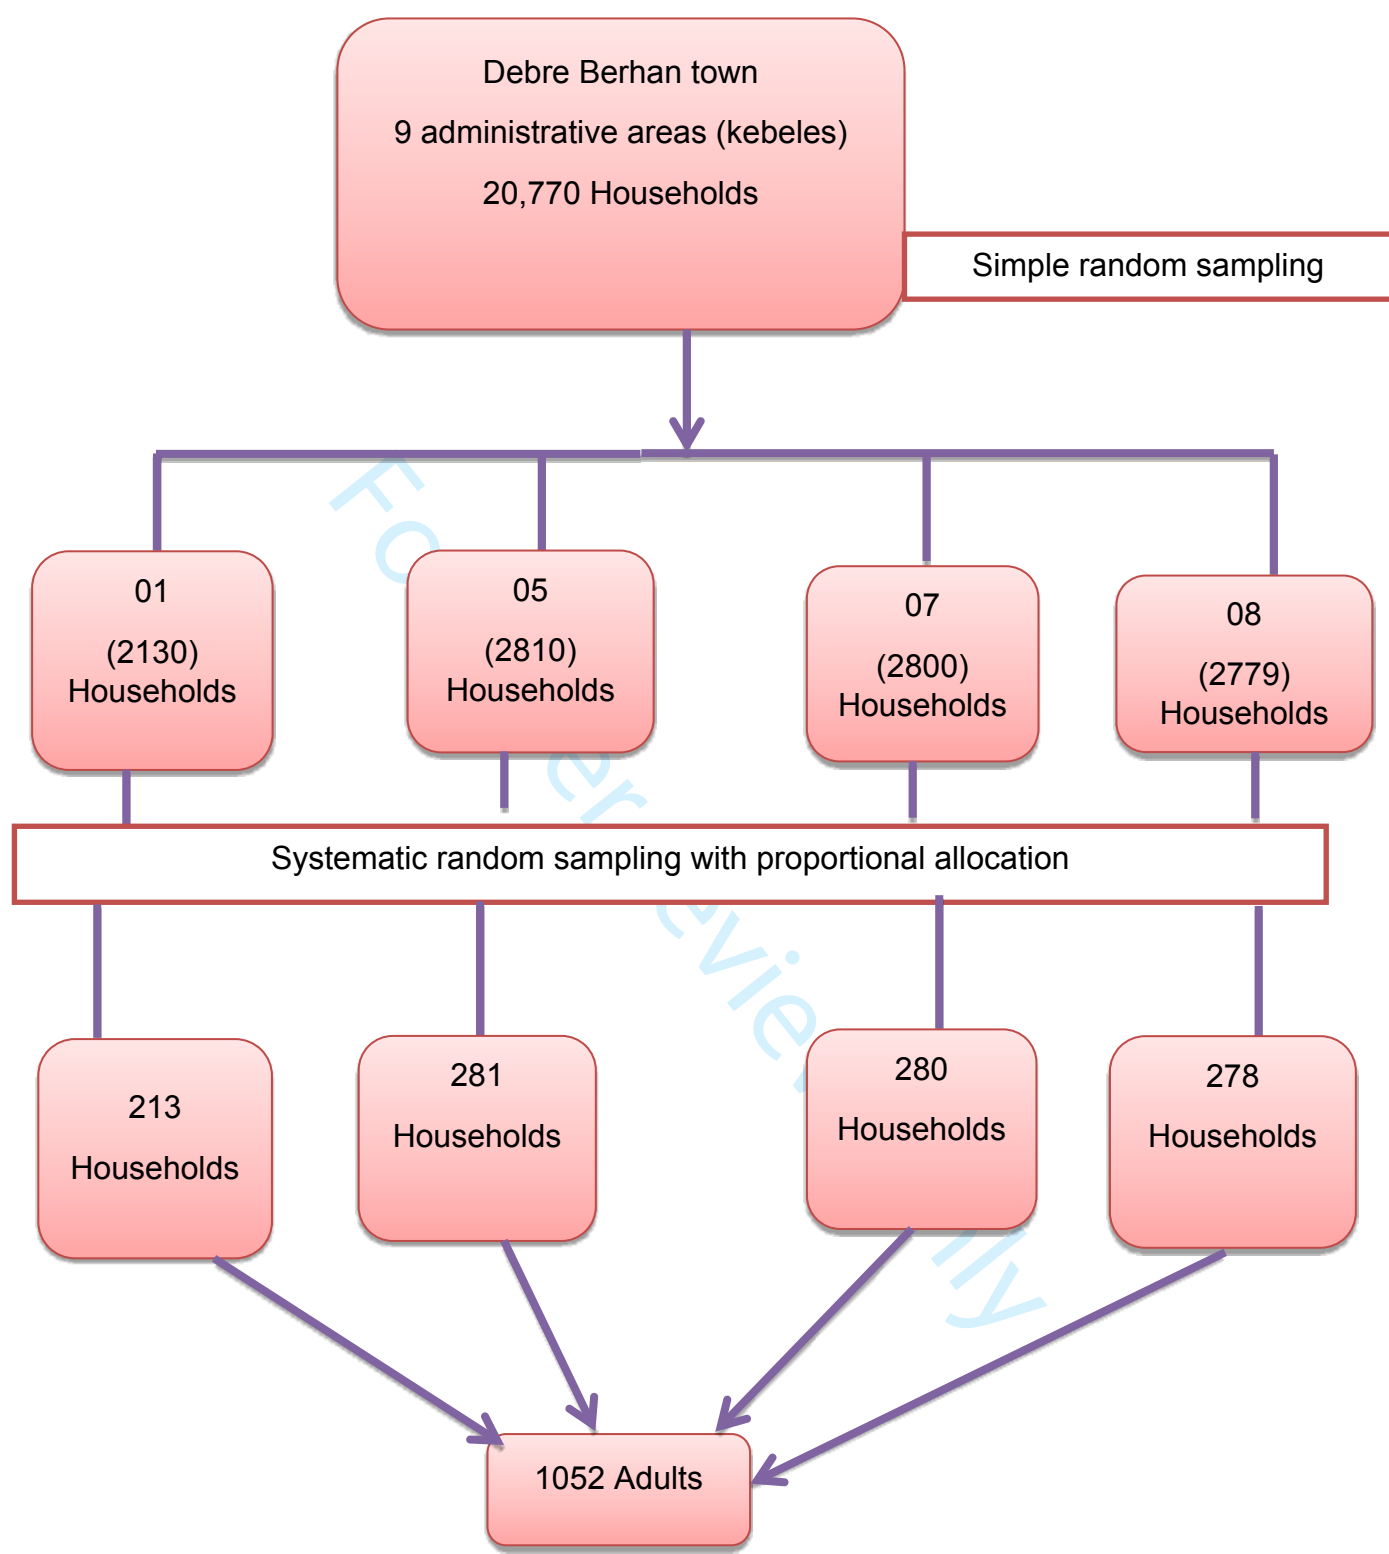 Debre Berhan town
9 administrative areas (kebeles)
20,770 Households
Simple random sampling
01
(2130)
Households
05
(2810)
Households
07
(2800)
Households
08
(2779)
Households
Systematic random sampling with proportional allocation
213
Households
281
Households
280
Households
278
Households
1052 Adults